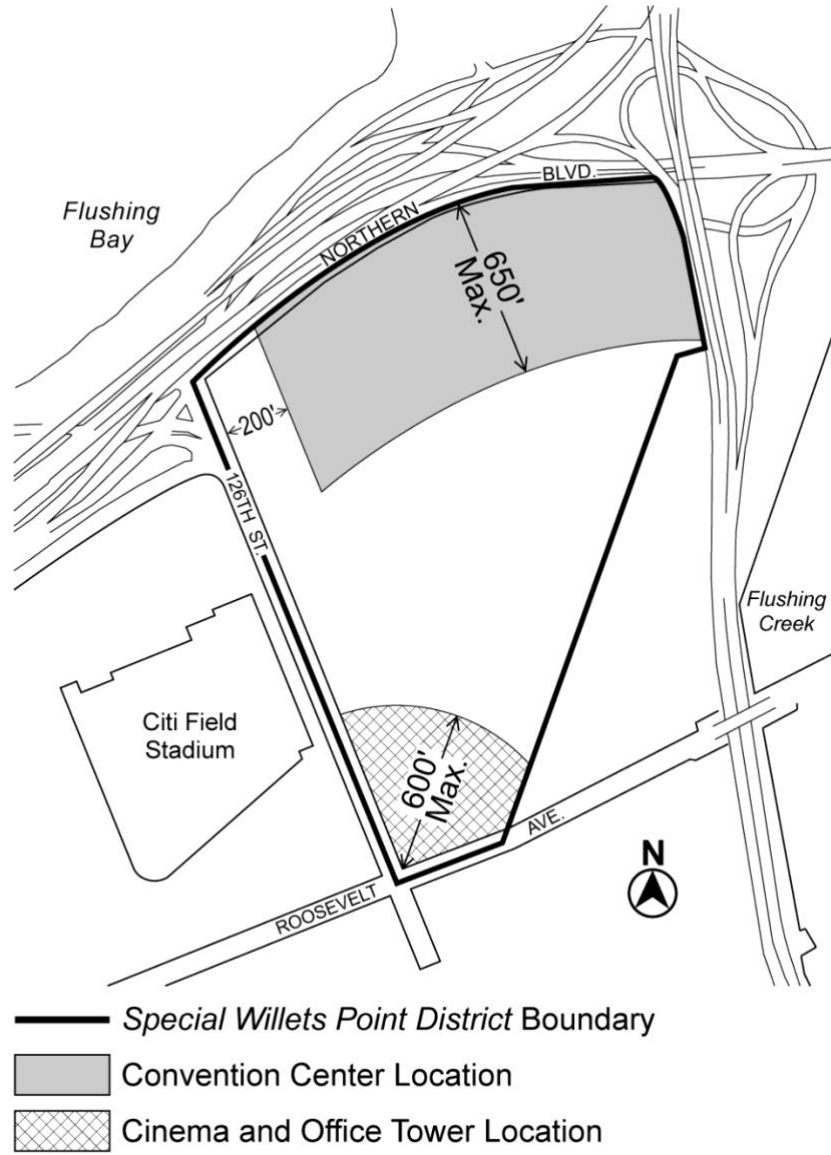 Flushing
Bay
NORTHERN
BLVD.
650'
Max.
200'
126TH ST.
Citi Field
Stadium
Flushing
Creek
600'
Max.
AVE.
ROOSEVELT
N
Special Willets Point District Boundary
Convention Center Location
Cinema and Office Tower Location